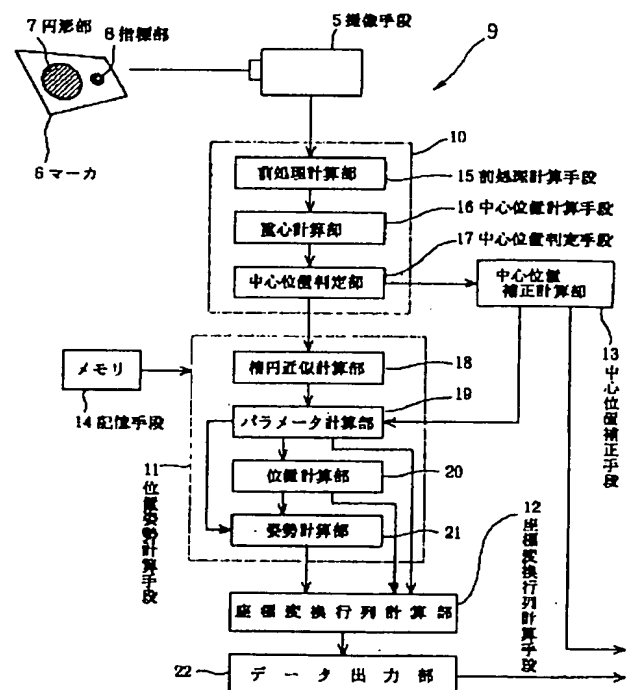 7 円形部
8 指標部
5 撮像手段
9
6 マーカ
10
前処理計算部
15 前処理計算手段
重心計算部
16 中心位置計算手段
中心位置判定部
17 中心位置判定手段
中心位置
補正計算部
13 中心位置補正手段
メモリ
14 記憶手段
楕円近似計算部
18
パラメータ計算部
19
位置計算部
20
姿勢計算部
21
11 位置姿勢計算手段
12 座標変換行列計算手段
座標変換行列計算部
22
データ出力部